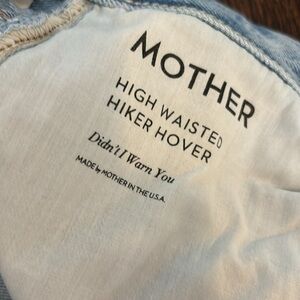 MOTHER
HIGH WAISTED
HIKER HOVER
Didn't I Warn You
MADE by MOTHER IN THE U.S.A.